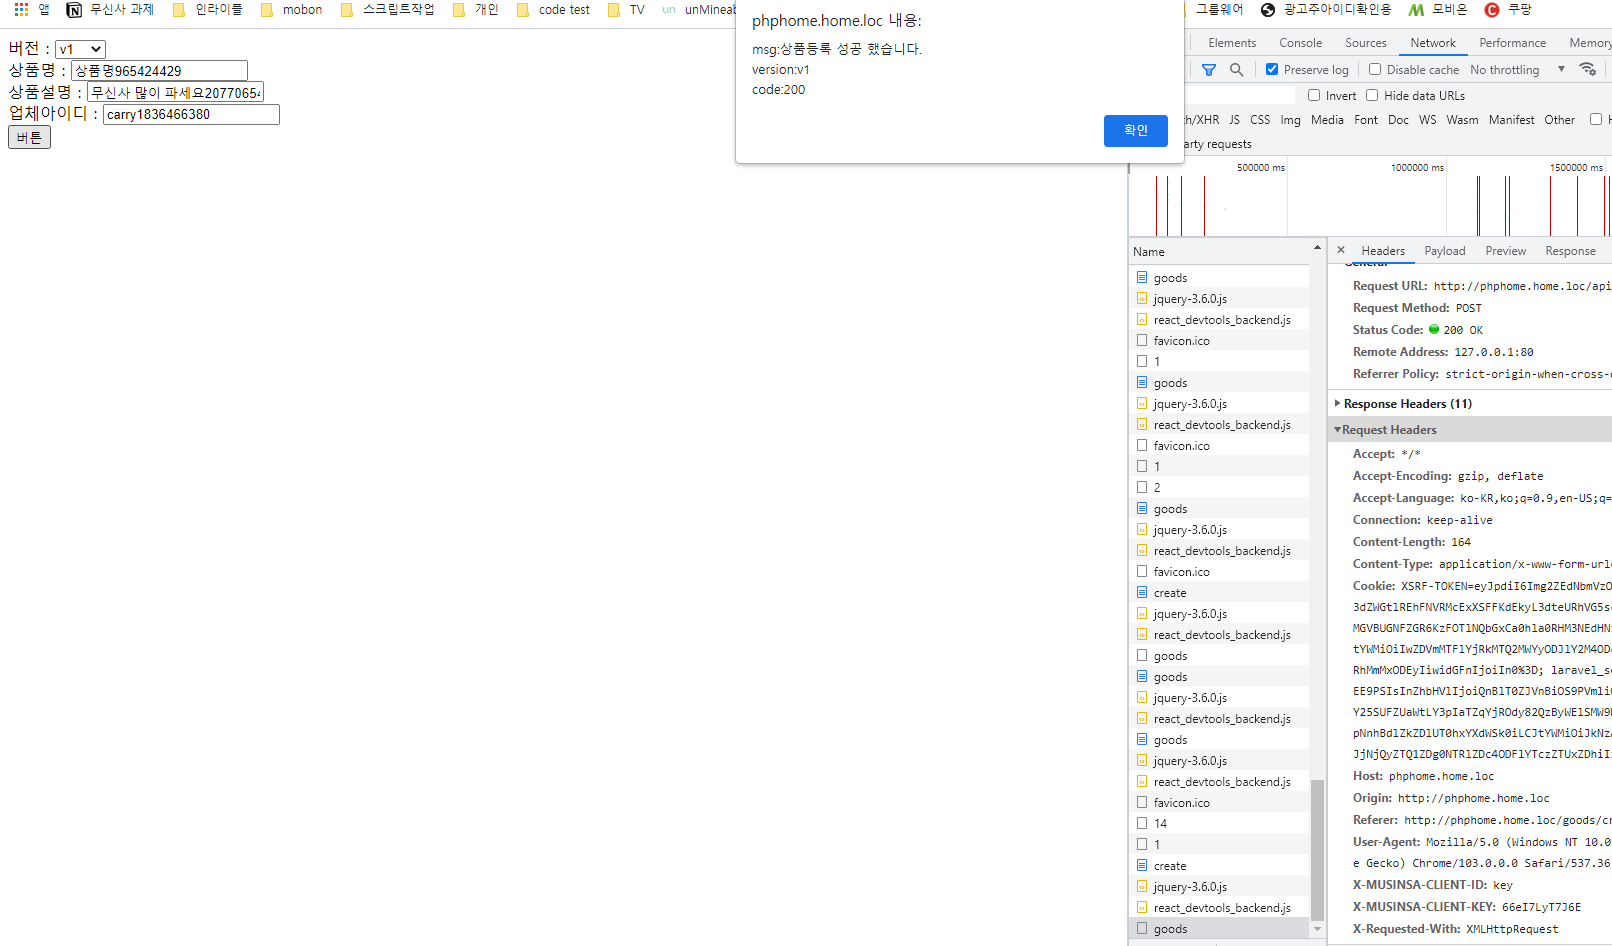 앱 무신사 과제 인라이플 mobon 스크립트작업 개인 code test TV un unMineab 그룹웨어 광고주아이디확인용 모비온 쿠팡
버전 : v1
상품명 : 상품명965424429
상품설명 : 무신사 많이 파세요2077065
업체아이디 : carry1836466380
버튼
phphome.home.loc 내용:
msg:상품등록 성공 했습니다.
version:v1
code:200
확인
Elements Console Sources Network Performance Memory
Preserve log Disable cache No throttling
Invert Hide data URLs
h/XHR JS CSS Img Media Font Doc WS Wasm Manifest Other
arty requests
500000 ms 1000000 ms 1500000 ms
Name
goods
jquery-3.6.0.js
react_devtools_backend.js
favicon.ico
1
goods
jquery-3.6.0.js
react_devtools_backend.js
favicon.ico
1
2
goods
jquery-3.6.0.js
react_devtools_backend.js
favicon.ico
create
jquery-3.6.0.js
react_devtools_backend.js
goods
goods
jquery-3.6.0.js
react_devtools_backend.js
goods
jquery-3.6.0.js
react_devtools_backend.js
favicon.ico
14
1
create
jquery-3.6.0.js
react_devtools_backend.js
goods
Headers Payload Preview Response
General
Request URL: http://phphome.home.loc/api
Request Method: POST
Status Code: 200 OK
Remote Address: 127.0.0.1:80
Referrer Policy: strict-origin-when-cross-
Response Headers (11)
Request Headers
Accept: */*
Accept-Encoding: gzip, deflate
Accept-Language: ko-KR,ko;q=0.9,en-US;q=
Connection: keep-alive
Content-Length: 164
Content-Type: application/x-www-form-url
Cookie:
Host: phphome.home.loc
Origin: http://phphome.home.loc
Referer: http://phphome.home.loc/goods/cr
User-Agent: Mozilla/5.0 (Windows NT 10.0
e Gecko) Chrome/103.0.0.0 Safari/537.36
X-MUSINSA-CLIENT-ID: key
X-MUSINSA-CLIENT-KEY: 66eI7LyT7J6E
X-Requested-With: XMLHttpRequest